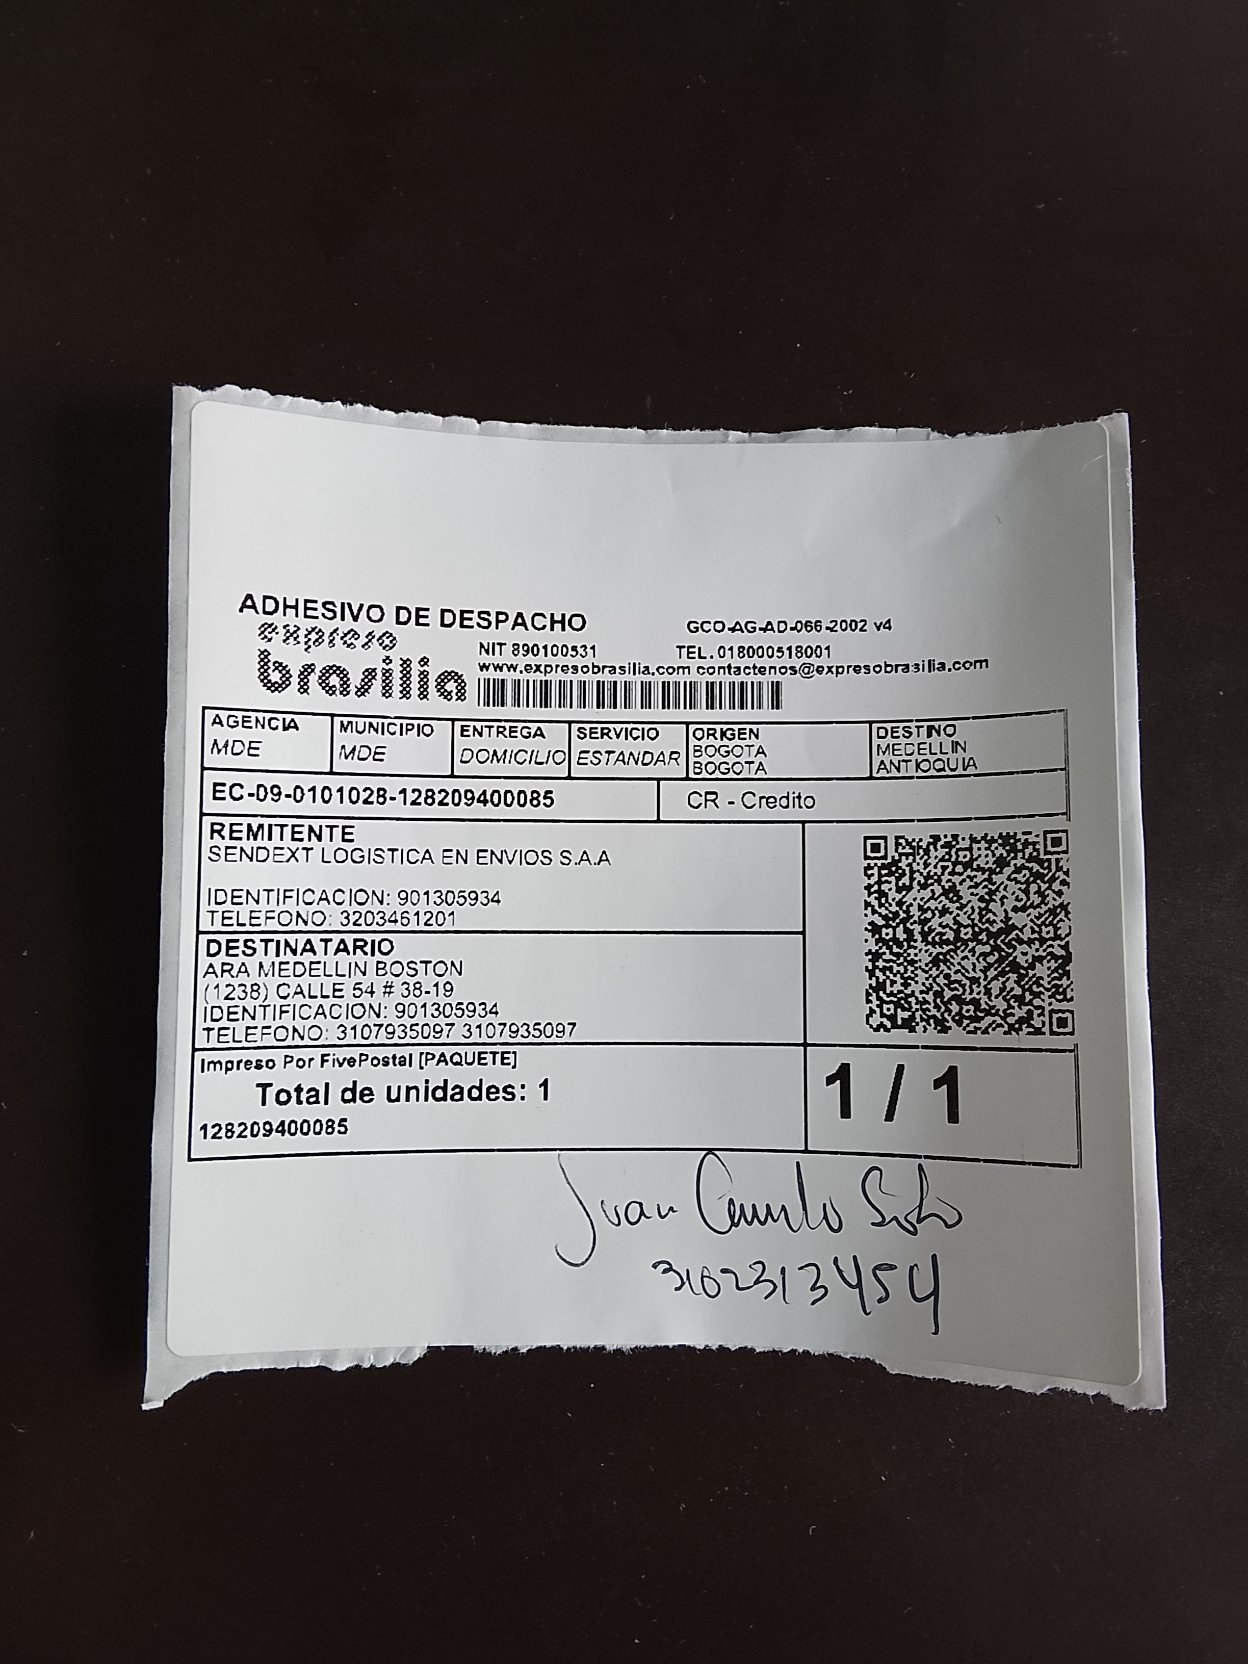 ADHESIVO DE DESPACHO
GCO-AG-AD-066-2002 v4
expreso
brasilia
NIT 890100531 TEL.018000518001
www.expresobrasilia.com contactenos@expresobrasilia.com
AGENCIA MUNICIPIO ENTREGA SERVICIO ORIGEN DESTINO
MDE MDE DOMICILIO ESTANDAR BOGOTA MEDELLIN
BOGOTA ANTIOQUIA
EC-09-0101028-128209400085 CR - Credito
REMITENTE
SENDEXT LOGISTICA EN ENVIOS S.A.A
IDENTIFICACION: 901305934
TELEFONO: 3203461201
DESTINATARIO
ARA MEDELLIN BOSTON
(1238) CALLE 54 # 38-19
IDENTIFICACION: 901305934
TELEFONO: 3107935097 3107935097
Impreso Por FivePostal [PAQUETE]
Total de unidades: 1
128209400085
1 / 1
Juan Camilo Soto
3102313454